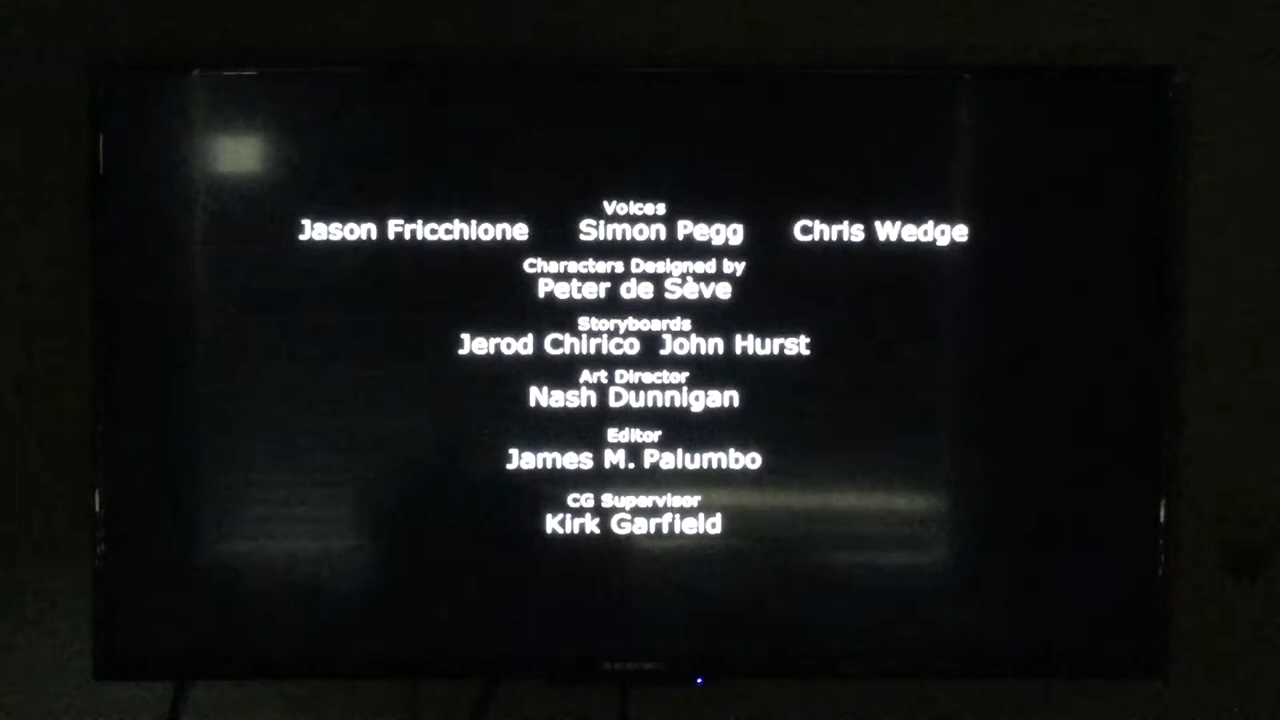 Voices
Jason Fricchione Simon Pegg Chris Wedge
Characters Designed by
Peter de Sève
Storyboards
Jerod Chirico John Hurst
Art Director
Nash Dunnigan
Editor
James M. Palumbo
CG Supervisor
Kirk Garfield